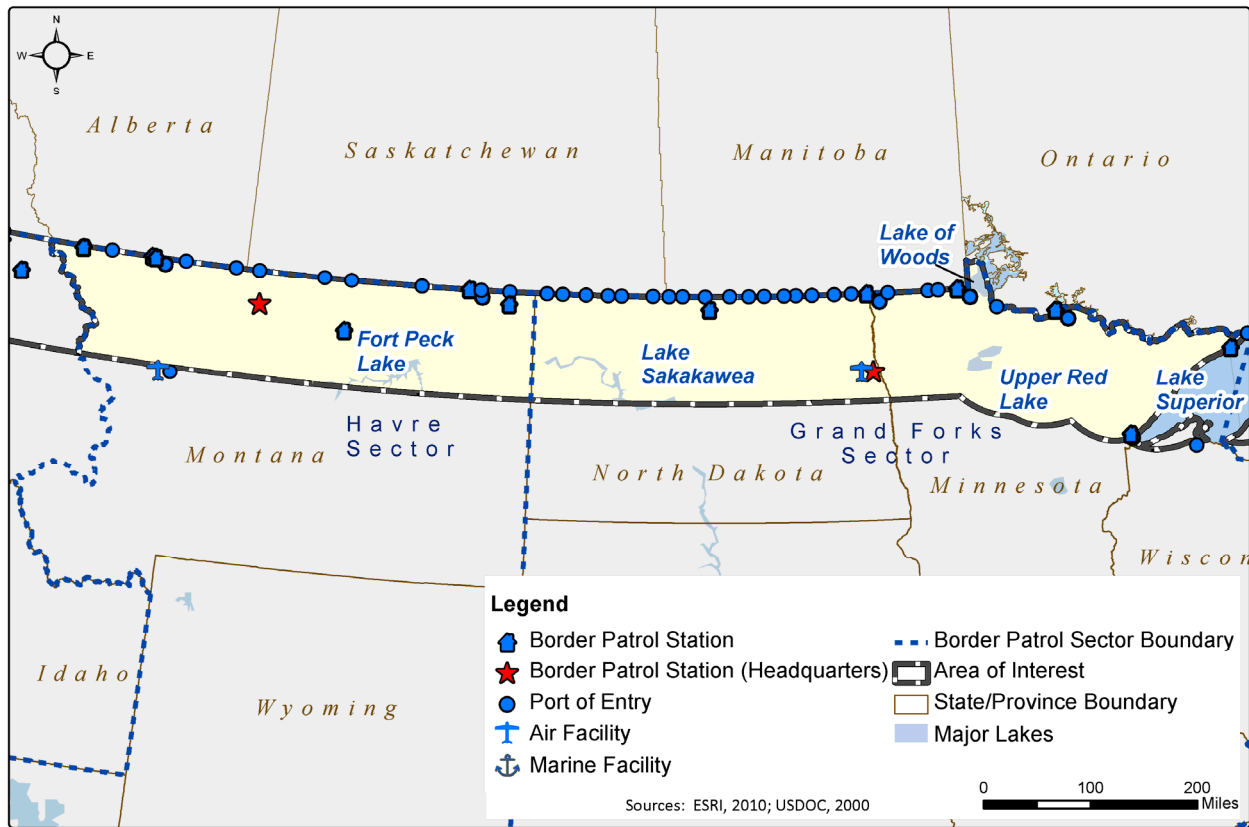 N
W E
S
Alberta
Saskatchewan
Manitoba
Ontario
Lake of
Woods
Fort Peck
Lake
Lake
Sakakawea
Upper Red
Lake
Lake
Superior
Havre
Sector
Grand Forks
Sector
Montana
North Dakota
Minnesota
Wiscon
Idaho
Wyoming
Legend
Border Patrol Station
Border Patrol Station (Headquarters)
Port of Entry
Air Facility
Marine Facility
Border Patrol Sector Boundary
Area of Interest
State/Province Boundary
Major Lakes
Sources: ESRI, 2010; USDOC, 2000
0 100 200
Miles